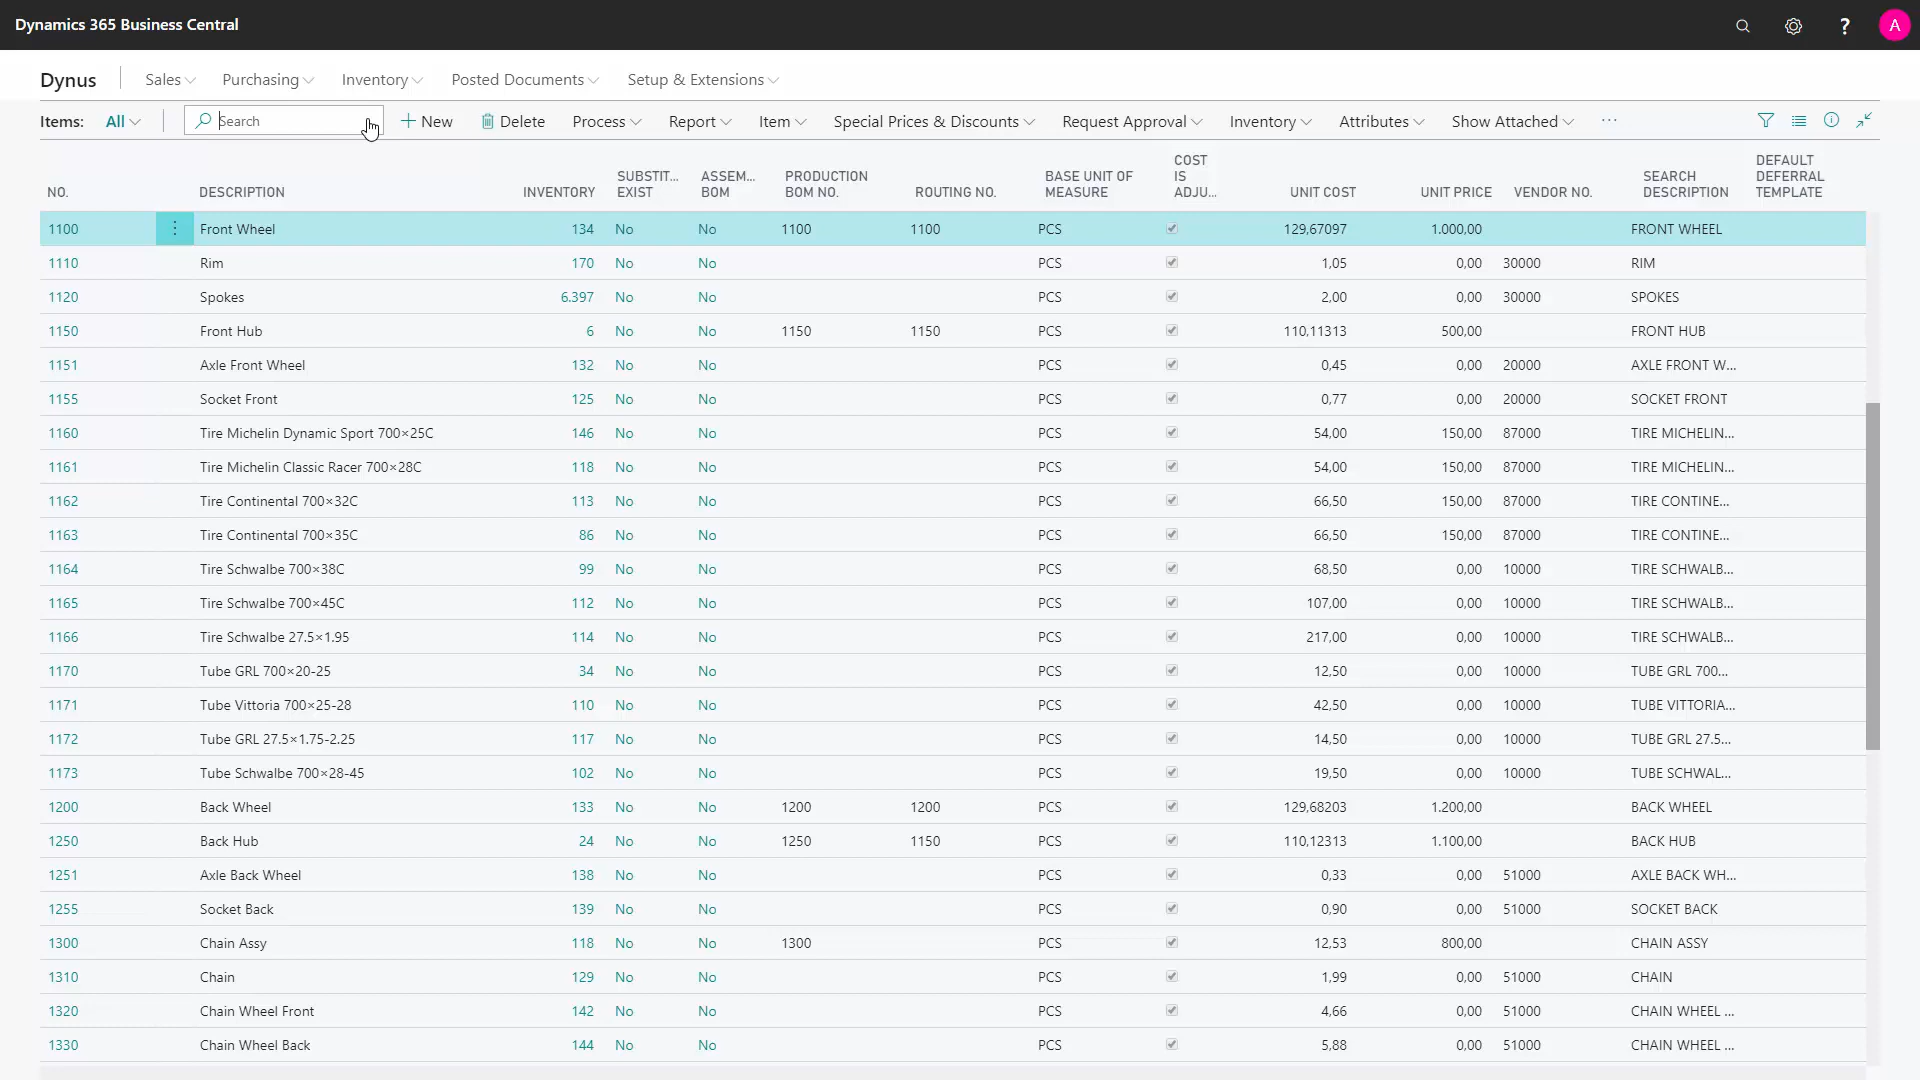 Dynamics 365 Business Central
?
A
Dynus Sales Purchasing Inventory Posted Documents Setup & Extensions
Items: All Search New Delete Process Report Item Special Prices & Discounts Request Approval Inventory Attributes Show Attached ...
NO. DESCRIPTION INVENTORY SUBSTIT... EXIST ASSEM... BOM PRODUCTION BOM NO. ROUTING NO. BASE UNIT OF MEASURE COST IS ADJU... UNIT COST UNIT PRICE VENDOR NO. SEARCH DESCRIPTION DEFAULT DEFERRAL TEMPLATE
1100 Front Wheel 134 No No 1100 1100 PCS 129,67097 1.000,00 FRONT WHEEL
1110 Rim 170 No No PCS 1,05 0,00 30000 RIM
1120 Spokes 6.397 No No PCS 2,00 0,00 30000 SPOKES
1150 Front Hub 6 No No 1150 1150 PCS 110,11313 500,00 FRONT HUB
1151 Axle Front Wheel 132 No No PCS 0,45 0,00 20000 AXLE FRONT W...
1155 Socket Front 125 No No PCS 0,77 0,00 20000 SOCKET FRONT
1160 Tire Michelin Dynamic Sport 700×25C 146 No No PCS 54,00 150,00 87000 TIRE MICHELIN...
1161 Tire Michelin Classic Racer 700×28C 118 No No PCS 54,00 150,00 87000 TIRE MICHELIN...
1162 Tire Continental 700×32C 113 No No PCS 66,50 150,00 87000 TIRE CONTINE...
1163 Tire Continental 700×35C 86 No No PCS 66,50 150,00 87000 TIRE CONTINE...
1164 Tire Schwalbe 700×38C 99 No No PCS 68,50 0,00 10000 TIRE SCHWALB...
1165 Tire Schwalbe 700×45C 112 No No PCS 107,00 0,00 10000 TIRE SCHWALB...
1166 Tire Schwalbe 27.5×1.95 114 No No PCS 217,00 0,00 10000 TIRE SCHWALB...
1170 Tube GRL 700×20-25 34 No No PCS 12,50 0,00 10000 TUBE GRL 700...
1171 Tube Vittoria 700×25-28 110 No No PCS 42,50 0,00 10000 TUBE VITTORIA...
1172 Tube GRL 27.5×1.75-2.25 117 No No PCS 14,50 0,00 10000 TUBE GRL 27.5...
1173 Tube Schwalbe 700×28-45 102 No No PCS 19,50 0,00 10000 TUBE SCHWAL...
1200 Back Wheel 133 No No 1200 1200 PCS 129,68203 1.200,00 BACK WHEEL
1250 Back Hub 24 No No 1250 1150 PCS 110,12313 1.100,00 BACK HUB
1251 Axle Back Wheel 138 No No PCS 0,33 0,00 51000 AXLE BACK WH...
1255 Socket Back 139 No No PCS 0,90 0,00 51000 SOCKET BACK
1300 Chain Assy 118 No No 1300 PCS 12,53 800,00 CHAIN ASSY
1310 Chain 129 No No PCS 1,99 0,00 51000 CHAIN
1320 Chain Wheel Front 142 No No PCS 4,66 0,00 51000 CHAIN WHEEL ...
1330 Chain Wheel Back 144 No No PCS 5,88 0,00 51000 CHAIN WHEEL ...